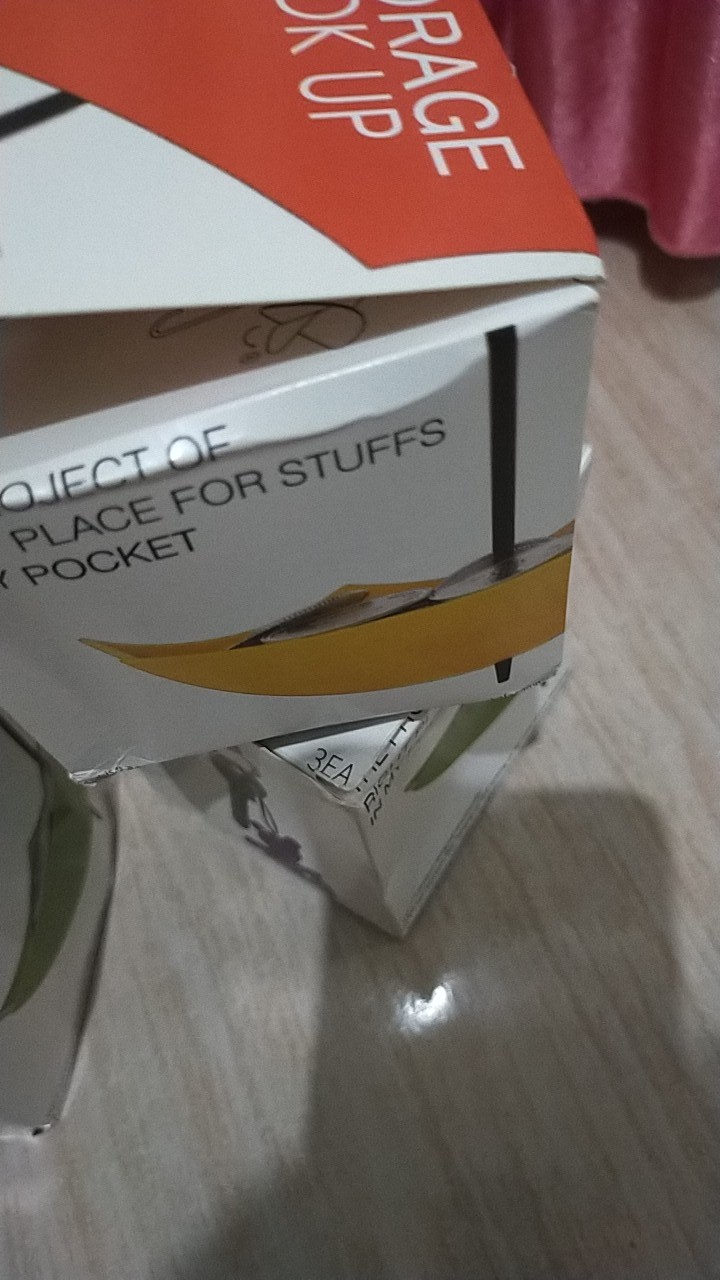 ORAGE
OK UP
OJECT OF
PLACE FOR STUFFS
Y POCKET
3EA